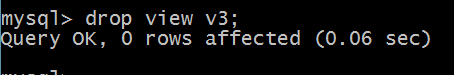 mysql> drop view v3;
Query OK, 0 rows affected (0.06 sec)